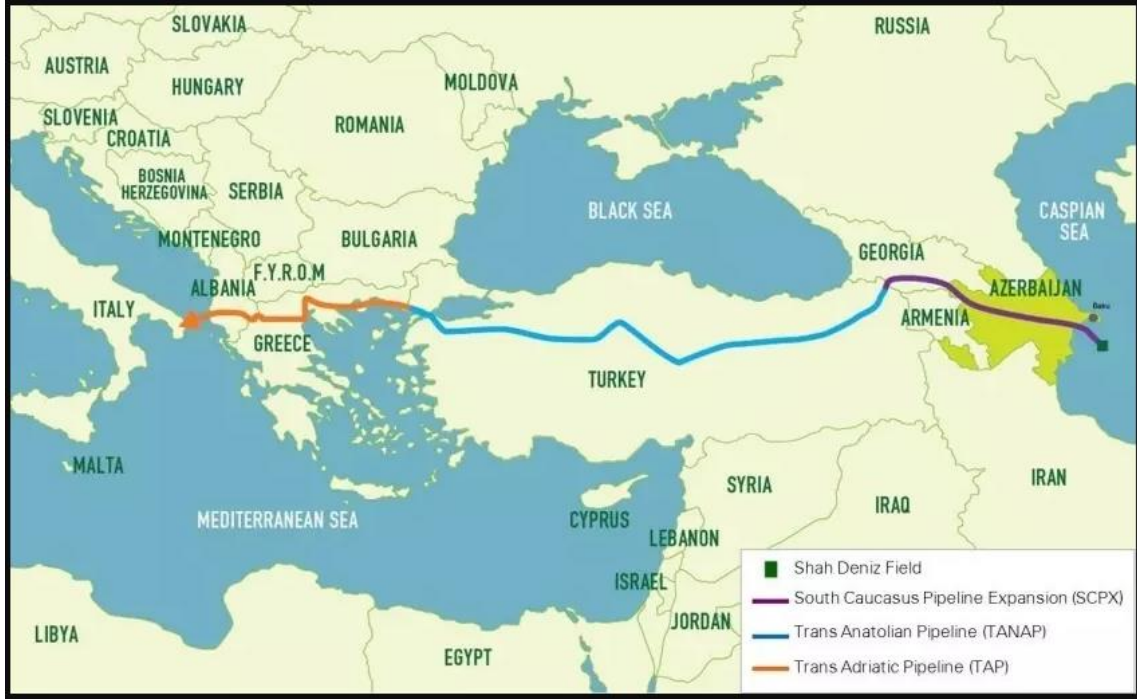 SLOVAKIA
RUSSIA
AUSTRIA
MOLDOVA
HUNGARY
SLOVENIA
ROMANIA
CROATIA
BOSNIA
HERZEGOVINA
SERBIA
BLACK SEA
CASPIAN
SEA
MONTENEGRO
BULGARIA
GEORGIA
F.Y.R.O.M
ALBANIA
AZERBAIJAN
Baku
ITALY
ARMENIA
GREECE
TURKEY
MALTA
SYRIA
IRAN
IRAQ
MEDITERRANEAN SEA
CYPRUS
LEBANON
ISRAEL
JORDAN
LIBYA
EGYPT
Shah Deniz Field
South Caucasus Pipeline Expansion (SCPX)
Trans Anatolian Pipeline (TANAP)
Trans Adriatic Pipeline (TAP)